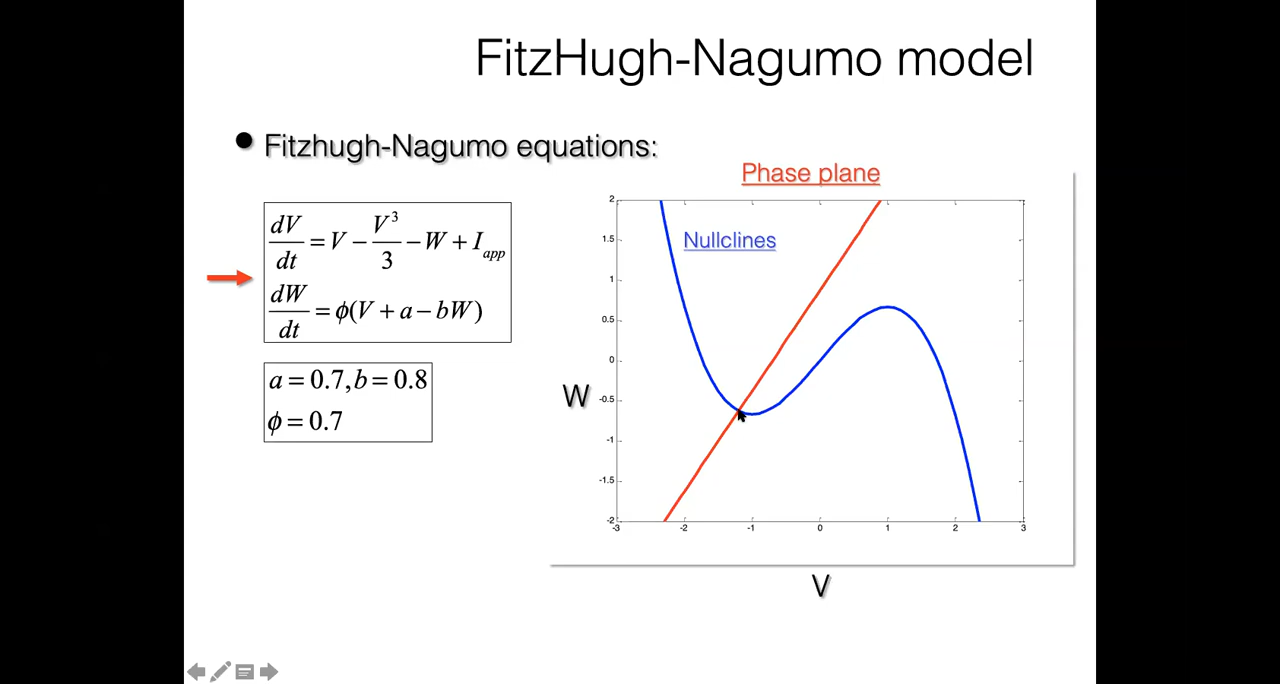 FitzHugh-Nagumo model
Fitzhugh-Nagumo equations:
Phase plane
Nullclines
dV/dt = V − V³/3 − W + I_app
dW/dt = ϕ(V + a − bW)
a = 0.7, b = 0.8
ϕ = 0.7
2
1.5
1
0.5
0
-0.5
-1
-1.5
-2
W
-3 -2 -1 0 1 2 3
V